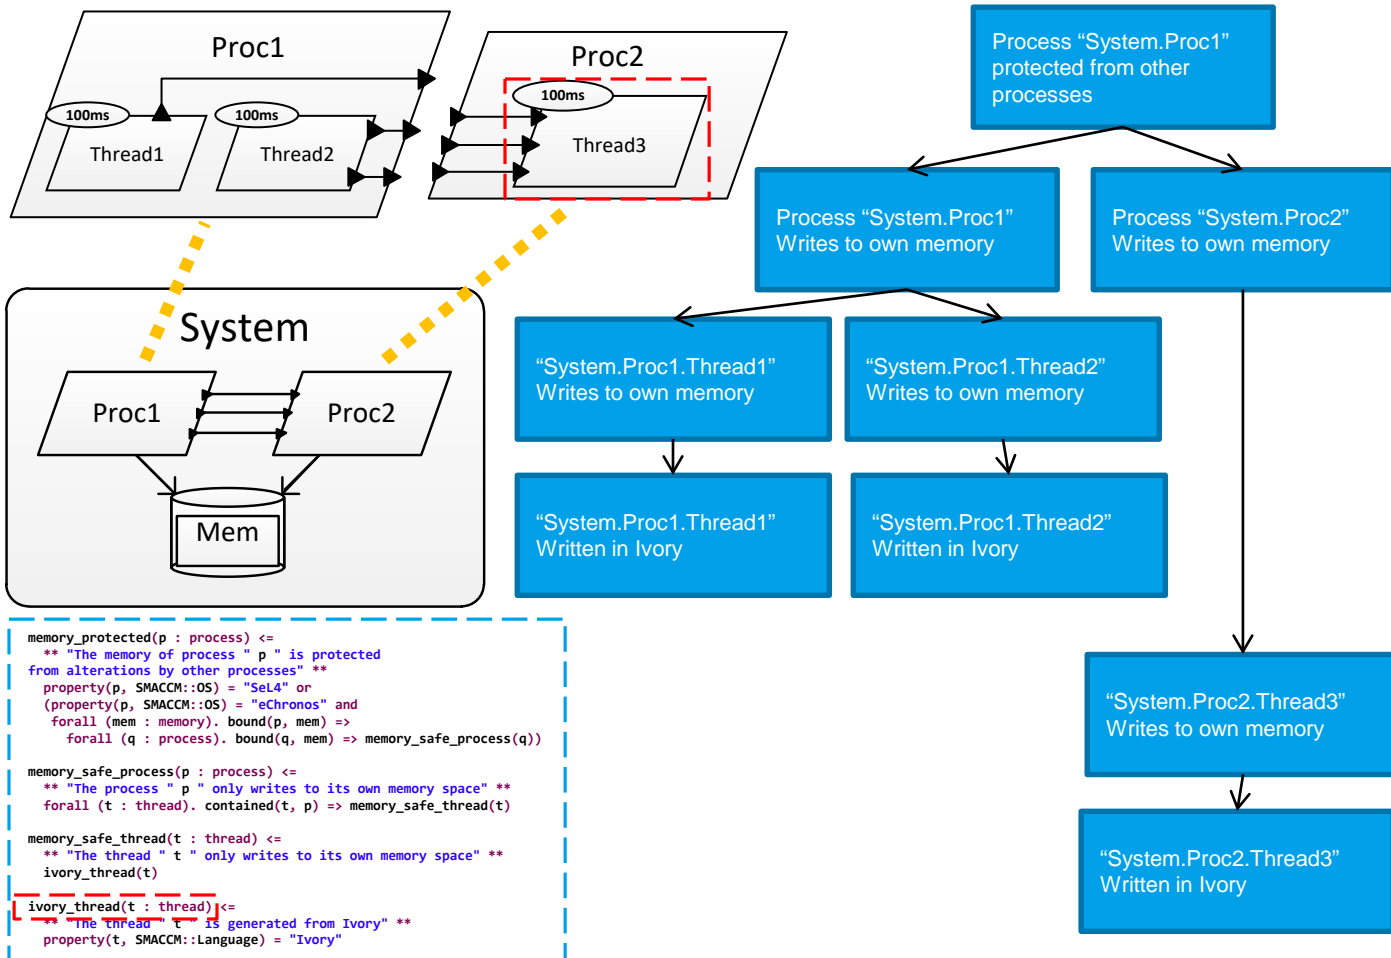 Proc1
100ms
Thread1
100ms
Thread2
Proc2
100ms
Thread3
System
Proc1
Proc2
Mem
Process “System.Proc1”
protected from other
processes
Process “System.Proc1”
Writes to own memory
Process “System.Proc2”
Writes to own memory
“System.Proc1.Thread1”
Writes to own memory
“System.Proc1.Thread2”
Writes to own memory
“System.Proc1.Thread1”
Written in Ivory
“System.Proc1.Thread2”
Written in Ivory
“System.Proc2.Thread3”
Writes to own memory
“System.Proc2.Thread3”
Written in Ivory
memory_protected(p : process) <=
** "The memory of process " p " is protected
from alterations by other processes" **
property(p, SMACCM::OS) = "SeL4" or
(property(p, SMACCM::OS) = "eChronos" and
forall (mem : memory). bound(p, mem) =>
forall (q : process). bound(q, mem) => memory_safe_process(q))
memory_safe_process(p : process) <=
** "The process " p " only writes to its own memory space" **
forall (t : thread). contained(t, p) => memory_safe_thread(t)
memory_safe_thread(t : thread) <=
** "The thread " t " only writes to its own memory space" **
ivory_thread(t)
ivory_thread(t : thread) <=
** "The thread " t " is generated from Ivory" **
property(t, SMACCM::Language) = "Ivory"